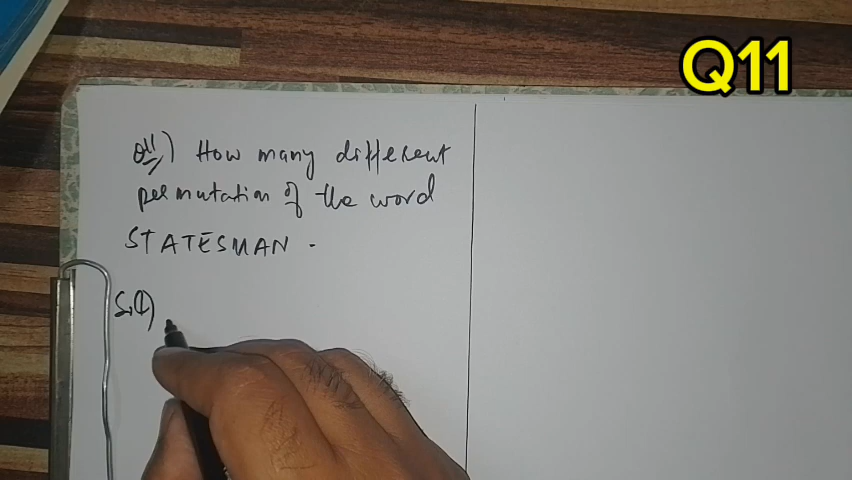 Q11
Q11) How many different
permutation of the word
STATESMAN.
Sol)